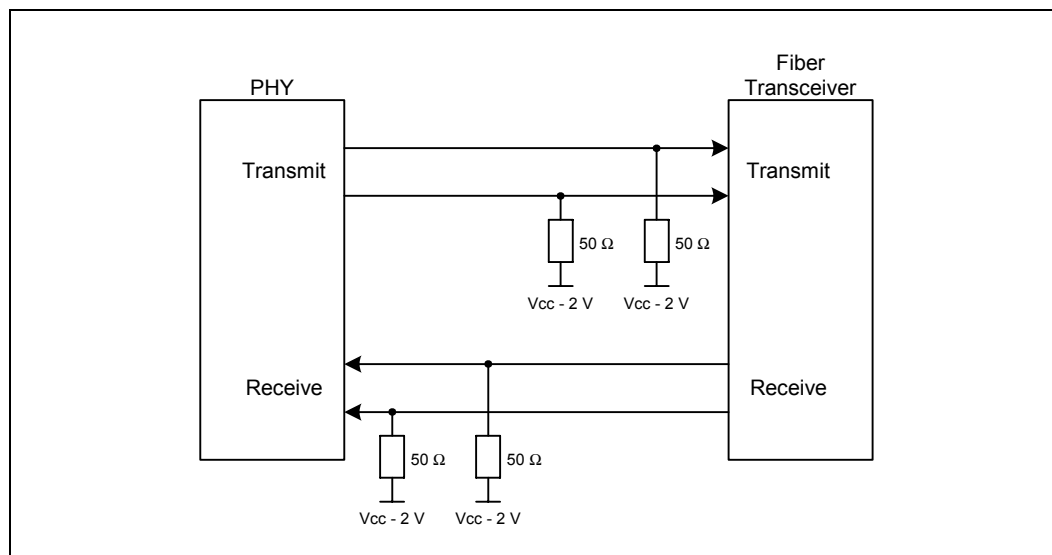 PHY
Fiber
Transceiver
Transmit
Transmit
50 Ω
50 Ω
Vcc - 2 V
Vcc - 2 V
Receive
Receive
50 Ω
50 Ω
Vcc - 2 V
Vcc - 2 V